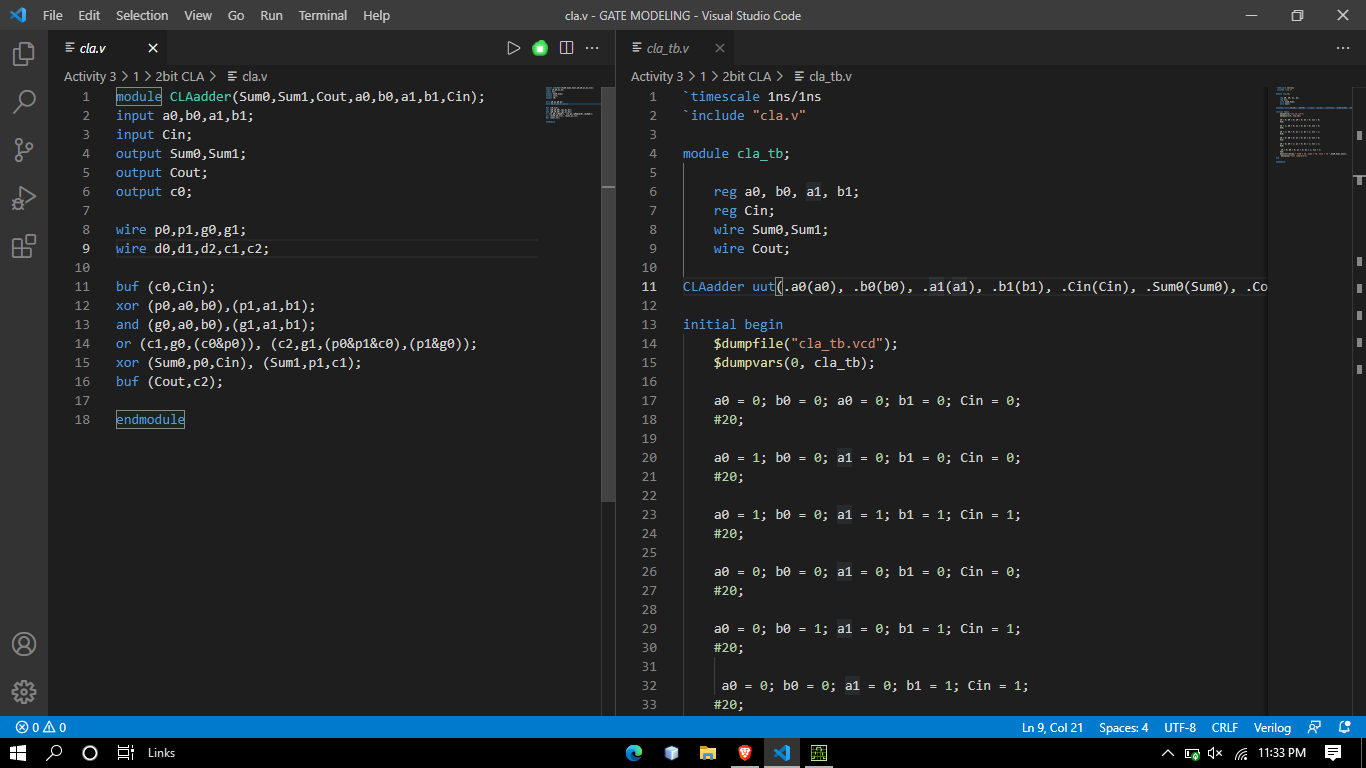 File Edit Selection View Go Run Terminal Help
cla.v - GATE MODELING - Visual Studio Code
cla.v
Activity 3 > 1 > 2bit CLA > cla.v
1 module CLAadder(Sum0,Sum1,Cout,a0,b0,a1,b1,Cin);
2 input a0,b0,a1,b1;
3 input Cin;
4 output Sum0,Sum1;
5 output Cout;
6 output c0;
7
8 wire p0,p1,g0,g1;
9 wire d0,d1,d2,c1,c2;
10
11 buf (c0,Cin);
12 xor (p0,a0,b0),(p1,a1,b1);
13 and (g0,a0,b0),(g1,a1,b1);
14 or (c1,g0,(c0&p0)), (c2,g1,(p0&p1&c0),(p1&g0));
15 xor (Sum0,p0,Cin), (Sum1,p1,c1);
16 buf (Cout,c2);
17
18 endmodule
cla_tb.v
Activity 3 > 1 > 2bit CLA > cla_tb.v
1 `timescale 1ns/1ns
2 `include "cla.v"
3
4 module cla_tb;
5
6 reg a0, b0, a1, b1;
7 reg Cin;
8 wire Sum0,Sum1;
9 wire Cout;
10
11 CLAadder uut(.a0(a0), .b0(b0), .a1(a1), .b1(b1), .Cin(Cin), .Sum0(Sum0), .Co
12
13 initial begin
14 $dumpfile("cla_tb.vcd");
15 $dumpvars(0, cla_tb);
16
17 a0 = 0; b0 = 0; a0 = 0; b1 = 0; Cin = 0;
18 #20;
19
20 a0 = 1; b0 = 0; a1 = 0; b1 = 0; Cin = 0;
21 #20;
22
23 a0 = 1; b0 = 0; a1 = 1; b1 = 1; Cin = 1;
24 #20;
25
26 a0 = 0; b0 = 0; a1 = 0; b1 = 0; Cin = 0;
27 #20;
28
29 a0 = 0; b0 = 1; a1 = 0; b1 = 1; Cin = 1;
30 #20;
31
32 a0 = 0; b0 = 0; a1 = 0; b1 = 1; Cin = 1;
33 #20;
0 0 Ln 9, Col 21 Spaces: 4 UTF-8 CRLF Verilog
Links 11:33 PM